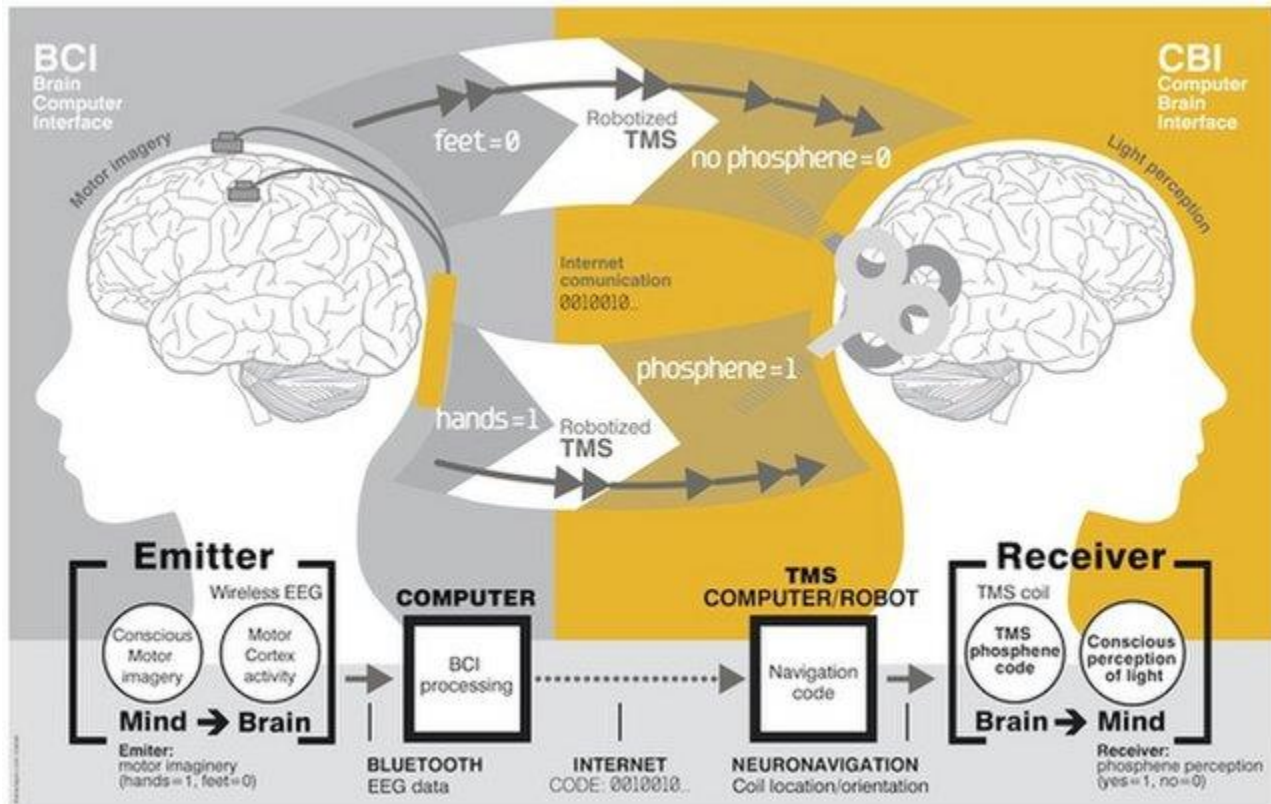 BCI
Brain
Computer
Interface
CBI
Computer
Brain
Interface
Motor imagery
Light perception
feet=0
Robotized
TMS
no phosphene=0
Internet
comunication
0010010..
phosphene=1
hands=1
Robotized
TMS
Emitter
Wireless EEG
Conscious
Motor
imagery
Motor
Cortex
activity
Mind
Brain
Emiter:
motor imaginery
(hands=1, feet=0)
COMPUTER
BCI
processing
BLUETOOTH
EEG data
INTERNET
CODE: 0010010..
TMS
COMPUTER/ROBOT
Navigation
code
NEURONAVIGATION
Coil location/orientation
Receiver
TMS coil
TMS
phosphene
code
Conscious
perception
of light
Brain
Mind
Receiver:
phosphene perception
(yes=1, no=0)